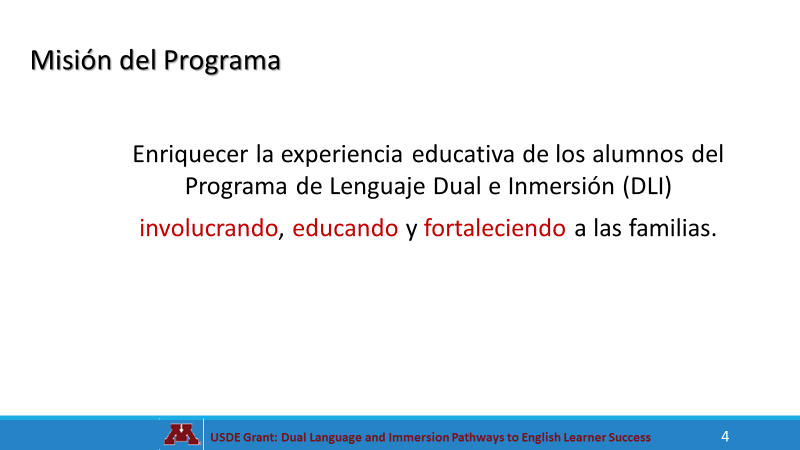 Misión del Programa
Enriquecer la experiencia educativa de los alumnos del
Programa de Lenguaje Dual e Inmersión (DLI)
involucrando, educando y fortaleciendo a las familias.
USDE Grant: Dual Language and Immersion Pathways to English Learner Success
4